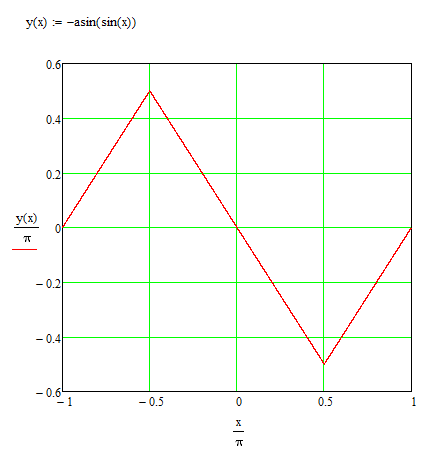 y(x) := −asin(sin(x))
0.6
0.4
0.2
0
− 0.2
− 0.4
− 0.6
y(x)
π
− 1
− 0.5
0
0.5
1
x
π